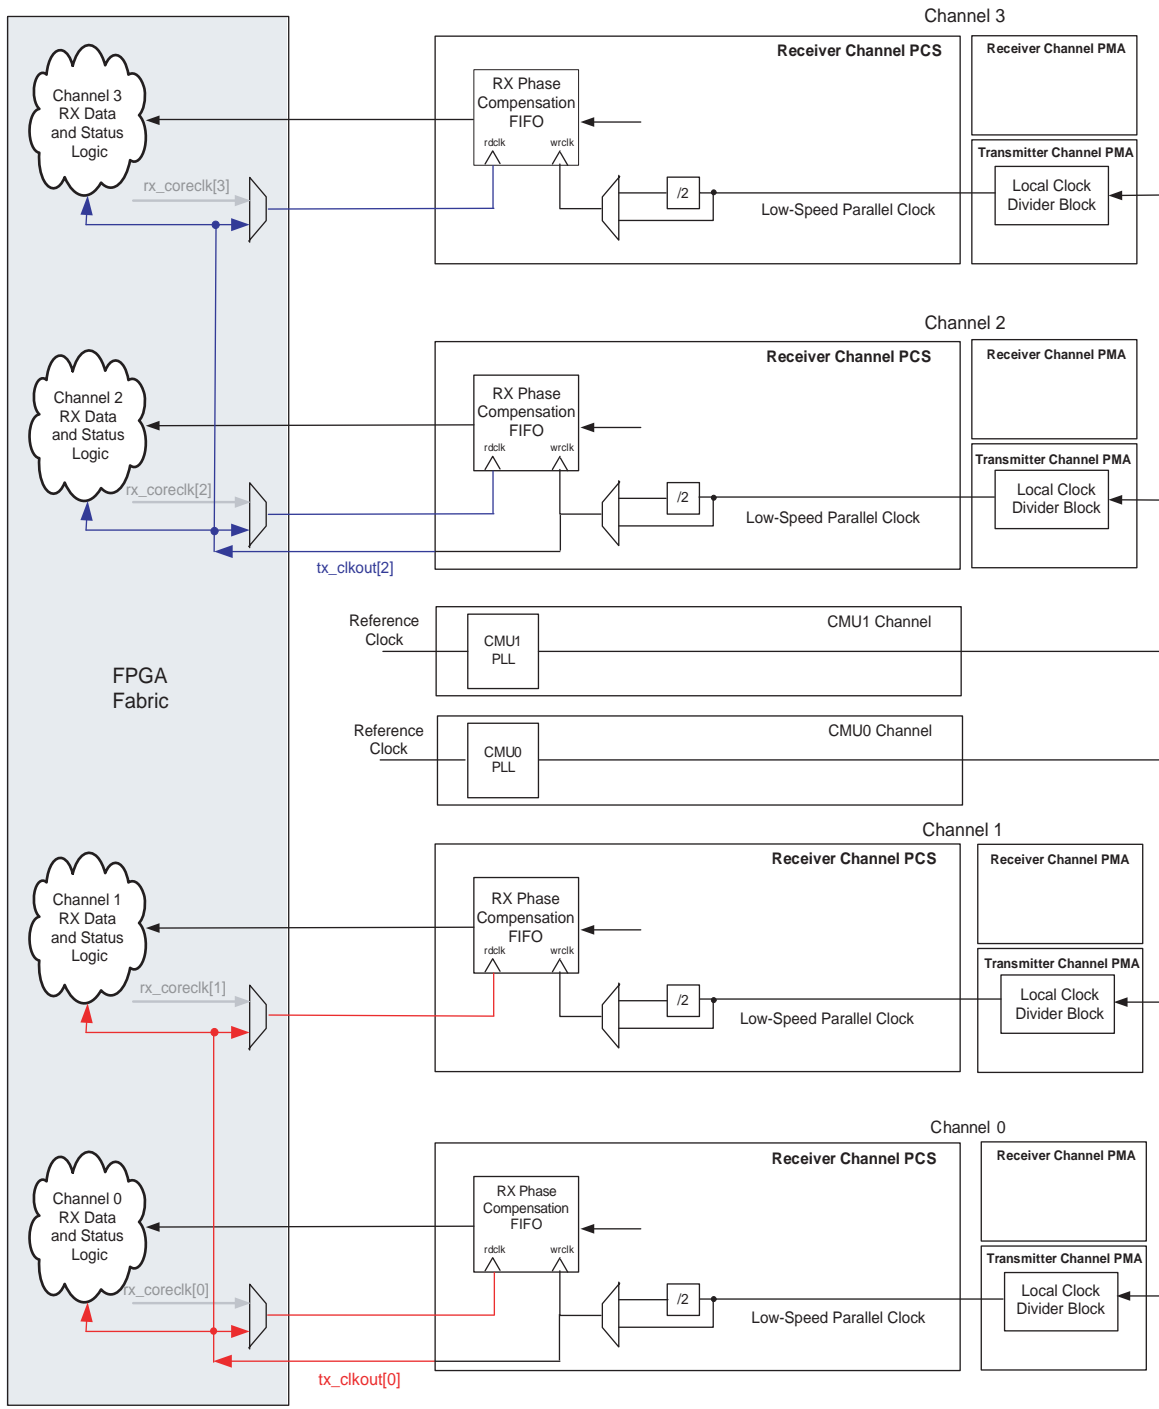 Channel 3
Receiver Channel PCS
Receiver Channel PMA
Channel 3
RX Data
and Status
Logic
RX Phase
Compensation
FIFO
rdclk
wrclk
Transmitter Channel PMA
rx_coreclk[3]
/2
Low-Speed Parallel Clock
Local Clock
Divider Block
Channel 2
Receiver Channel PCS
Receiver Channel PMA
Channel 2
RX Data
and Status
Logic
RX Phase
Compensation
FIFO
rdclk
wrclk
Transmitter Channel PMA
rx_coreclk[2]
/2
Low-Speed Parallel Clock
Local Clock
Divider Block
tx_clkout[2]
Reference
Clock
CMU1
PLL
CMU1 Channel
FPGA
Fabric
Reference
Clock
CMU0
PLL
CMU0 Channel
Channel 1
Receiver Channel PCS
Receiver Channel PMA
Channel 1
RX Data
and Status
Logic
RX Phase
Compensation
FIFO
rdclk
wrclk
Transmitter Channel PMA
rx_coreclk[1]
/2
Low-Speed Parallel Clock
Local Clock
Divider Block
Channel 0
Receiver Channel PCS
Receiver Channel PMA
Channel 0
RX Data
and Status
Logic
RX Phase
Compensation
FIFO
rdclk
wrclk
Transmitter Channel PMA
rx_coreclk[0]
/2
Low-Speed Parallel Clock
Local Clock
Divider Block
tx_clkout[0]